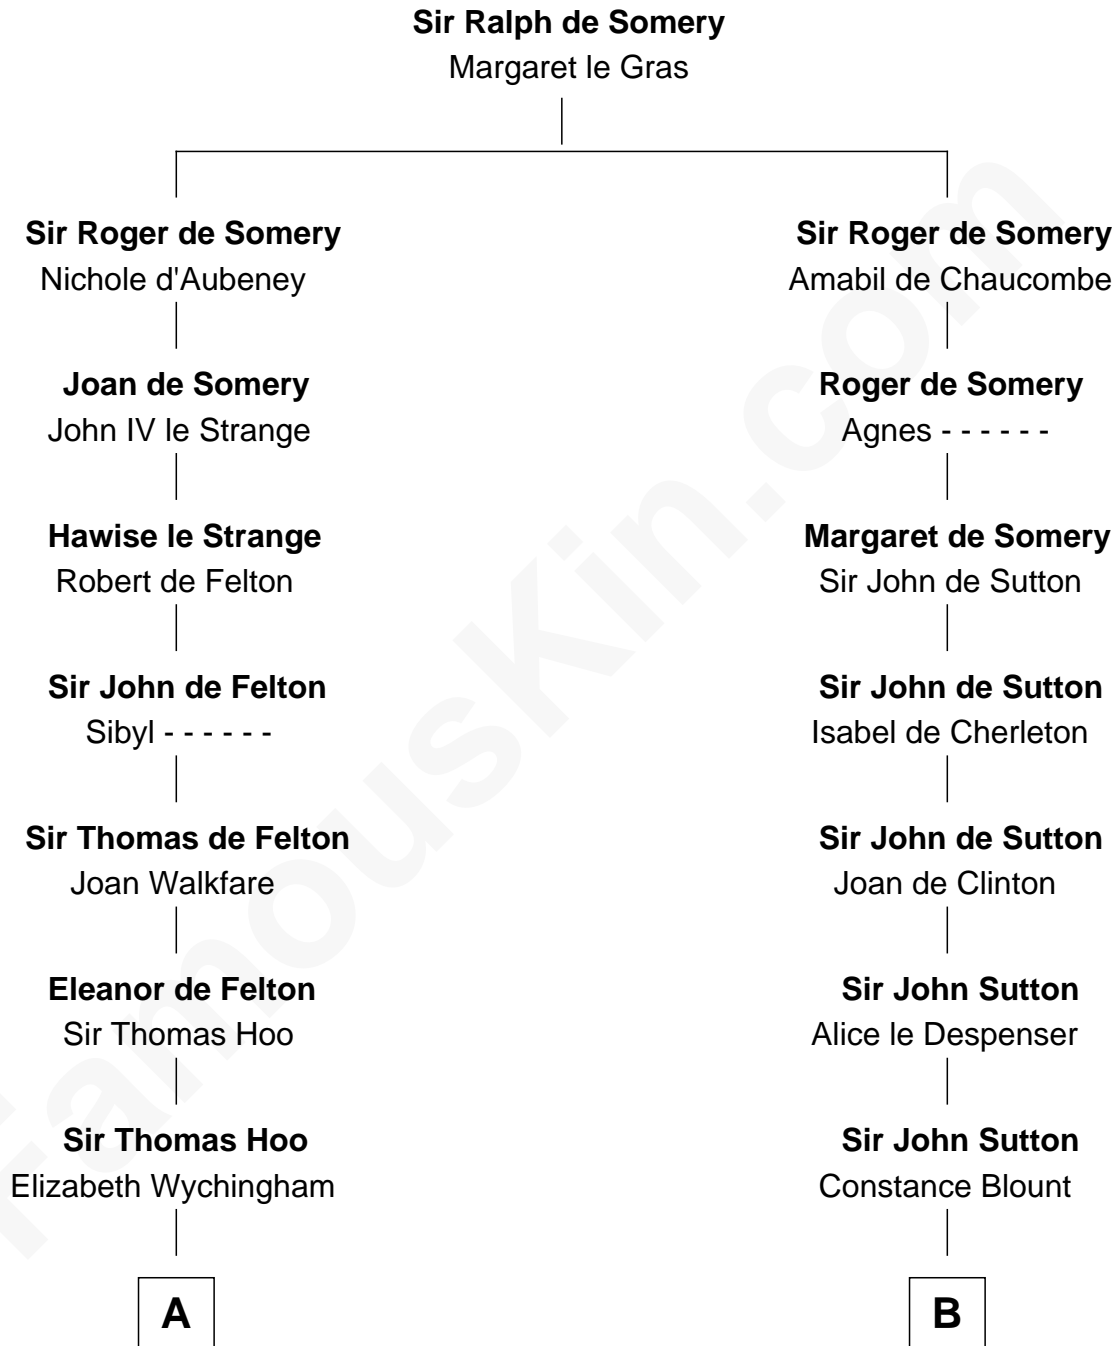 Sir Ralph de Somery
Margaret le Gras
Sir Roger de Somery
Nichole d'Aubeney
Sir Roger de Somery
Amabil de Chaucombe
Joan de Somery
John IV le Strange
Roger de Somery
Agnes - - - - - -
Hawise le Strange
Robert de Felton
Margaret de Somery
Sir John de Sutton
Sir John de Felton
Sibyl - - - - - -
Sir John de Sutton
Isabel de Cherleton
Sir Thomas de Felton
Joan Walkfare
Sir John de Sutton
Joan de Clinton
Eleanor de Felton
Sir Thomas Hoo
Sir John Sutton
Alice le Despenser
Sir Thomas Hoo
Elizabeth Wychingham
Sir John Sutton
Constance Blount
A
B
FamousKin.com